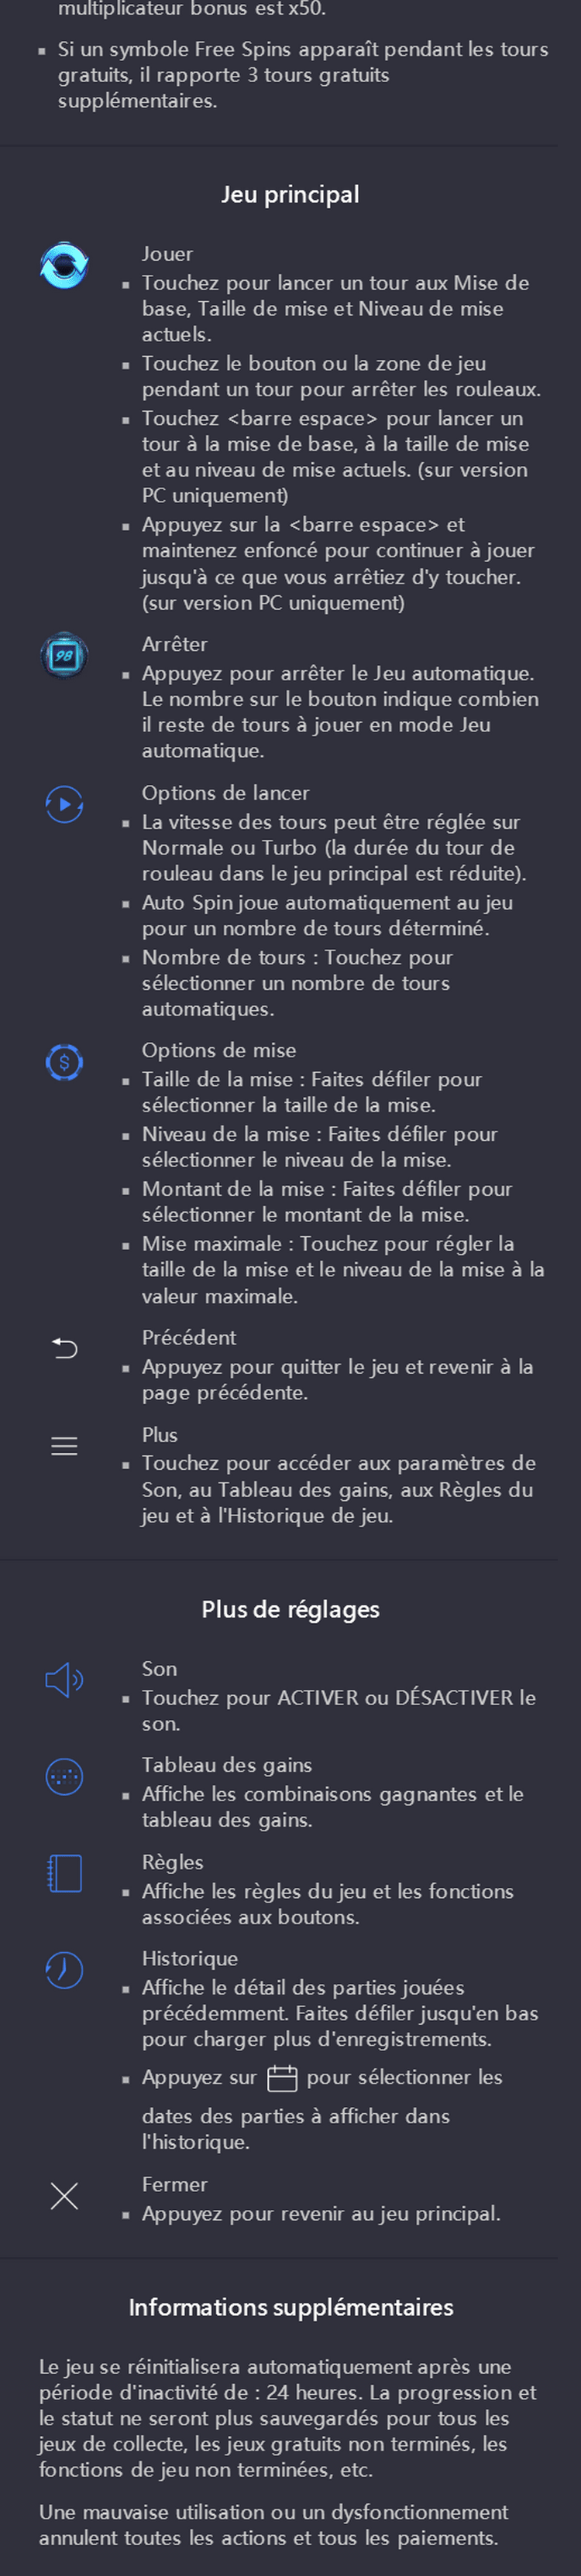 multiplicateur bonus est x50.
Si un symbole Free Spins apparaît pendant les tours
gratuits, il rapporte 3 tours gratuits
supplémentaires.
Jeu principal
Jouer
Touchez pour lancer un tour aux Mise de
base, Taille de mise et Niveau de mise
actuels.
Touchez le bouton ou la zone de jeu
pendant un tour pour arrêter les rouleaux.
Touchez <barre espace> pour lancer un
tour à la mise de base, à la taille de mise
et au niveau de mise actuels. (sur version
PC uniquement)
Appuyez sur la <barre espace> et
maintenez enfoncé pour continuer à jouer
jusqu'à ce que vous arrêtiez d'y toucher.
(sur version PC uniquement)
98
Arrêter
Appuyez pour arrêter le Jeu automatique.
Le nombre sur le bouton indique combien
il reste de tours à jouer en mode Jeu
automatique.
Options de lancer
La vitesse des tours peut être réglée sur
Normale ou Turbo (la durée du tour de
rouleau dans le jeu principal est réduite).
Auto Spin joue automatiquement au jeu
pour un nombre de tours déterminé.
Nombre de tours : Touchez pour
sélectionner un nombre de tours
automatiques.
$
Options de mise
Taille de la mise : Faites défiler pour
sélectionner la taille de la mise.
Niveau de la mise : Faites défiler pour
sélectionner le niveau de la mise.
Montant de la mise : Faites défiler pour
sélectionner le montant de la mise.
Mise maximale : Touchez pour régler la
taille de la mise et le niveau de la mise à la
valeur maximale.
Précédent
Appuyez pour quitter le jeu et revenir à la
page précédente.
Plus
Touchez pour accéder aux paramètres de
Son, au Tableau des gains, aux Règles du
jeu et à l'Historique de jeu.
Plus de réglages
Son
Touchez pour ACTIVER ou DÉSACTIVER le
son.
Tableau des gains
Affiche les combinaisons gagnantes et le
tableau des gains.
Règles
Affiche les règles du jeu et les fonctions
associées aux boutons.
Historique
Affiche le détail des parties jouées
précédemment. Faites défiler jusqu'en bas
pour charger plus d'enregistrements.
Appuyez sur pour sélectionner les
dates des parties à afficher dans
l'historique.
Fermer
Appuyez pour revenir au jeu principal.
Informations supplémentaires
Le jeu se réinitialisera automatiquement après une
période d'inactivité de : 24 heures. La progression et
le statut ne seront plus sauvegardés pour tous les
jeux de collecte, les jeux gratuits non terminés, les
fonctions de jeu non terminées, etc.
Une mauvaise utilisation ou un dysfonctionnement
annulent toutes les actions et tous les paiements.